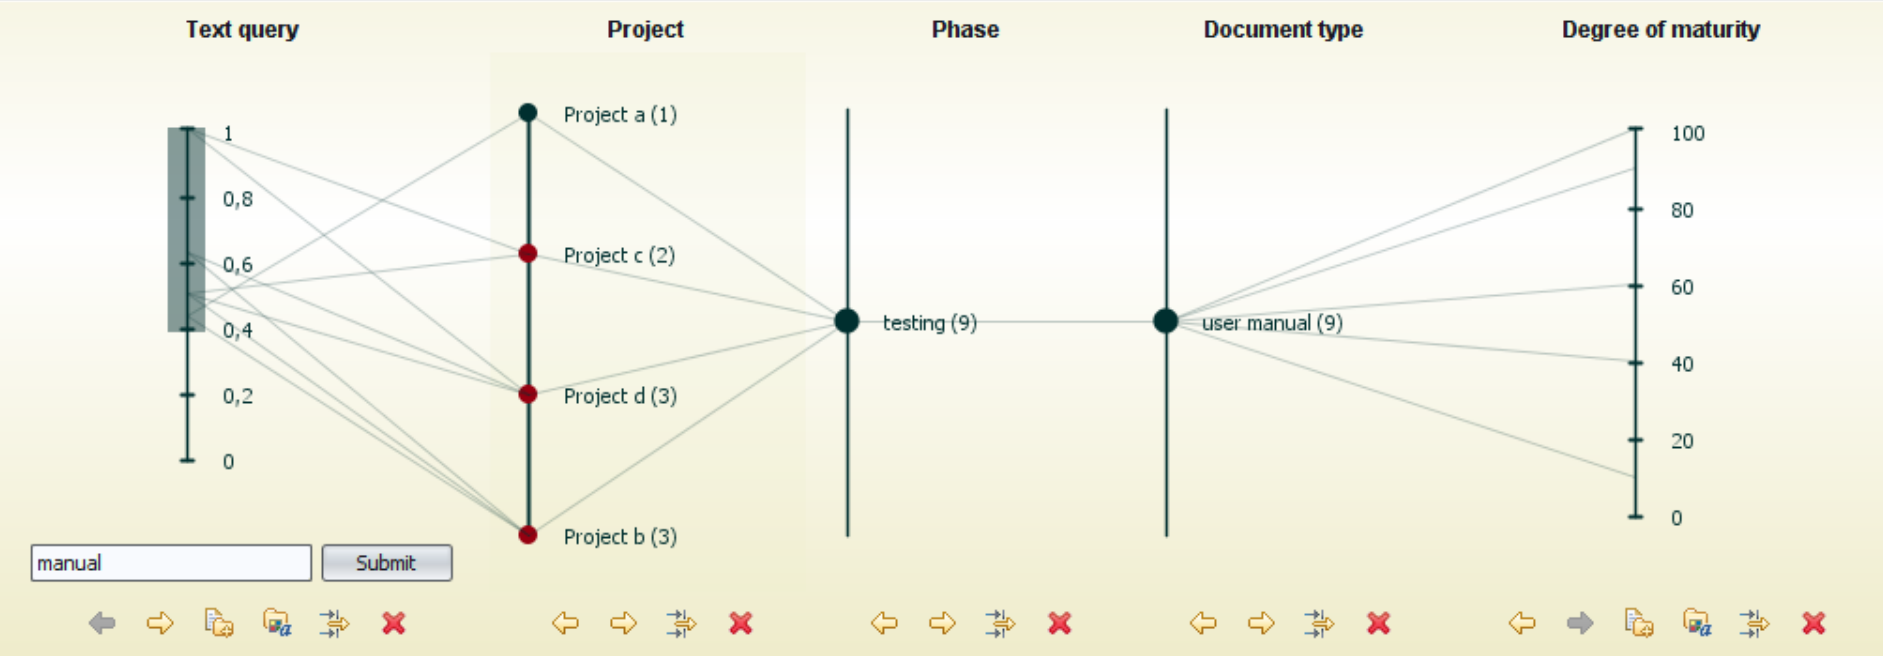 Text query
Project
Phase
Document type
Degree of maturity
1
0,8
0,6
0,4
0,2
0
Project a (1)
Project c (2)
Project d (3)
Project b (3)
testing (9)
user manual (9)
100
80
60
40
20
0
manual
Submit